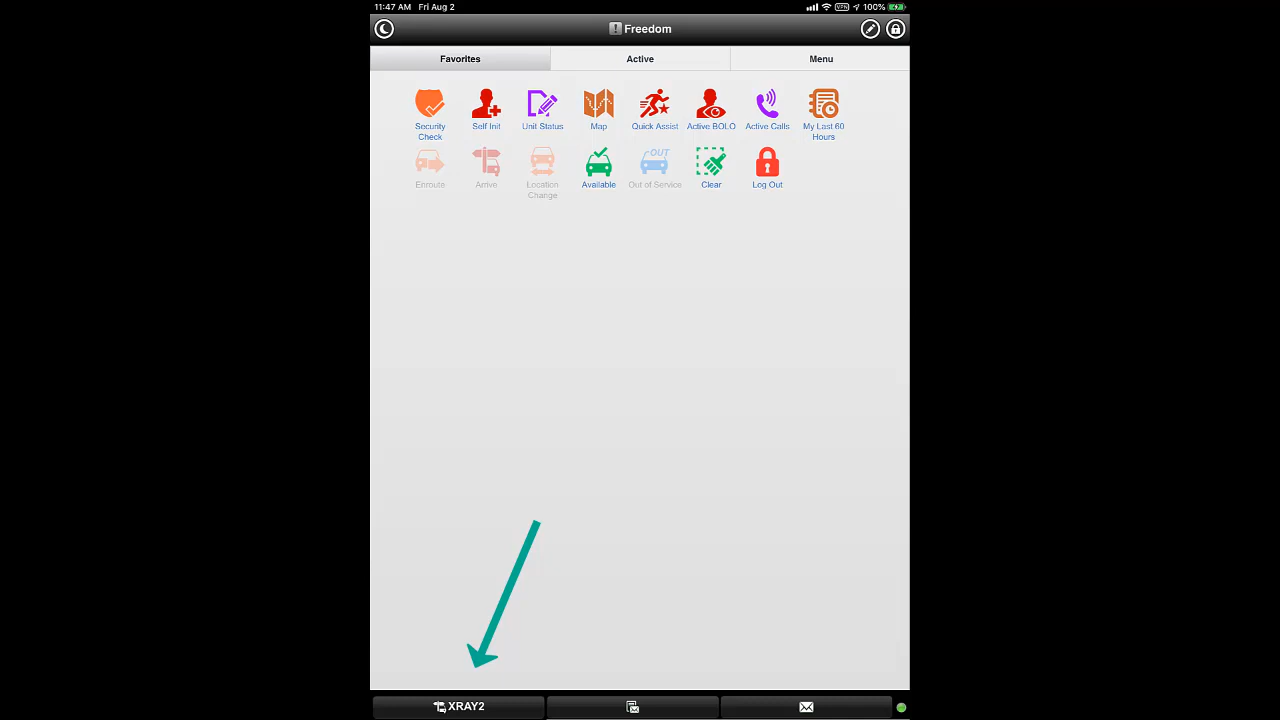 11:47 AM Fri Aug 2 VPN 100%
Freedom
Favorites Active Menu
Security Check Self Init Unit Status Map Quick Assist Active BOLO Active Calls My Last 60 Hours
OUT
Enroute Arrive Location Change Available Out of Service Clear Log Out
XRAY2